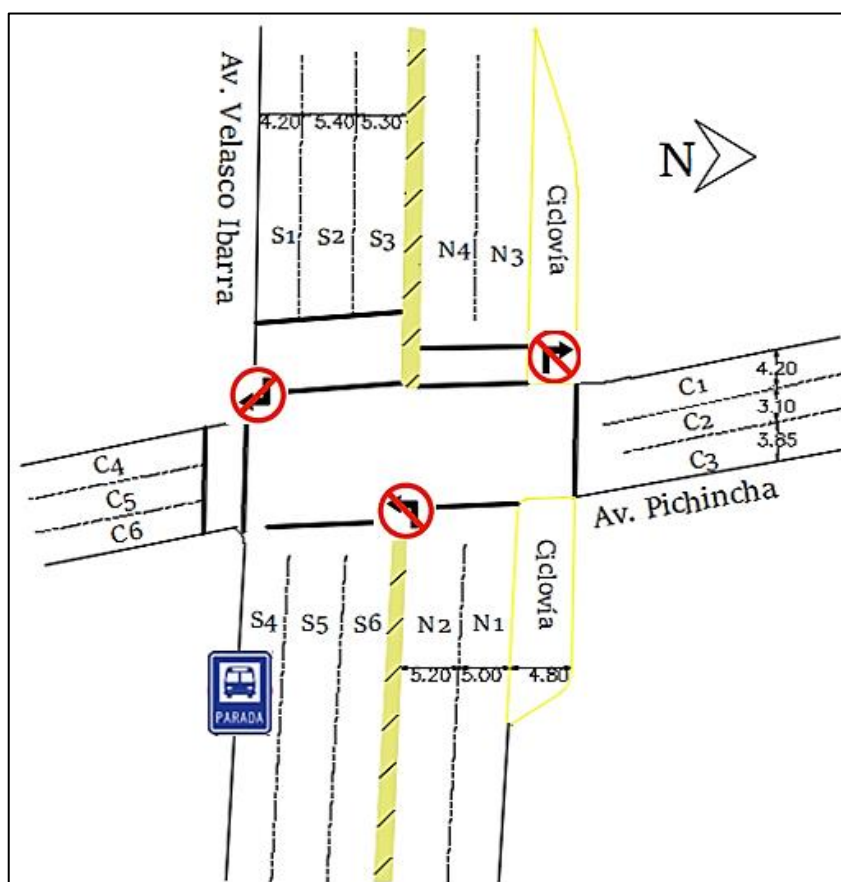 Av. Velasco Ibarra
4.20 5.40 5.30
S1 S2 S3 N4 N3 Ciclovía
N
C1 4.20
C2 3.10
C3 3.85
Av. Pichincha
C4
C5
C6
S4 S5 S6 N2 N1 Ciclovía
5.20 5.00 4.80
PARADA